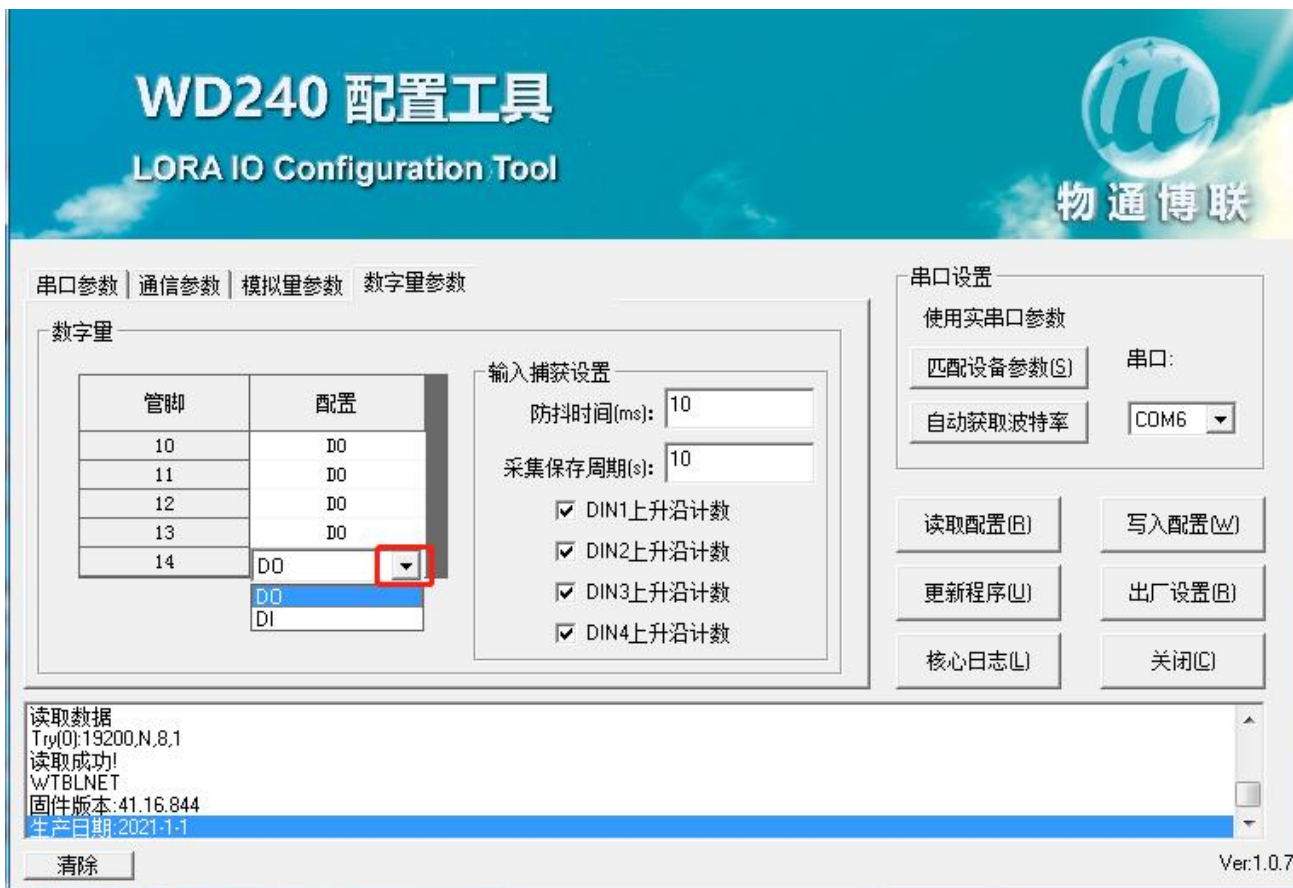 WD240 配置工具
LORA IO Configuration Tool
物通博联
串口参数 通信参数 模拟量参数 数字量参数
数字量
管脚 配置
10 DO
11 DO
12 DO
13 DO
14 DO
DO
DI
输入捕获设置
防抖时间(ms): 10
采集保存周期(s): 10
DIN1上升沿计数
DIN2上升沿计数
DIN3上升沿计数
DIN4上升沿计数
串口设置
使用实串口参数
匹配设备参数(S) 串口:
自动获取波特率 COM6
读取配置(R) 写入配置(W)
更新程序(U) 出厂设置(R)
核心日志(L) 关闭(C)
读取数据
Try(0):19200,N,8,1
读取成功!
WTBLNET
固件版本:41.16.844
生产日期:2021-1-1
清除 Ver:1.0.7